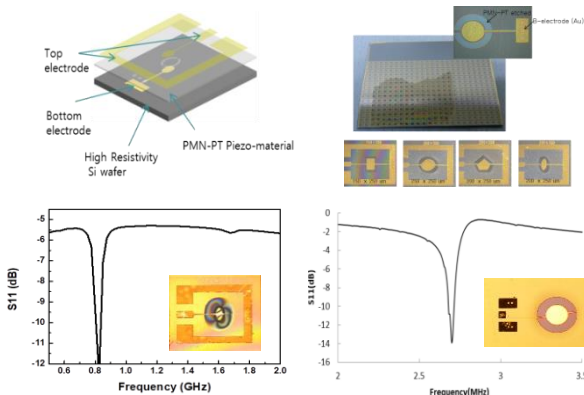 Top
electrode
Bottom
electrode
High Resistivity
Si wafer
PMN-PT Piezo-material
PMN-PT etched
B-electrode (Au)
S11 (dB)
-5
-6
-7
-8
-9
-10
-11
-12
0.6
0.8
1.0
1.2
1.4
1.6
1.8
2.0
Frequency (GHz)
S11(dB)
0
-2
-4
-6
-8
-10
-12
-14
-16
2
2.5
3
3.5
Frequency(MHz)